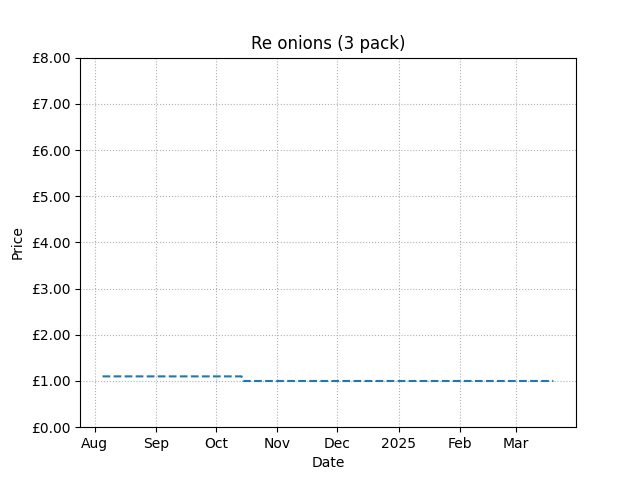 Re onions (3 pack)
£8.00
£7.00
£6.00
£5.00
£4.00
£3.00
£2.00
£1.00
£0.00
Price
Aug Sep Oct Nov Dec 2025 Feb Mar
Date